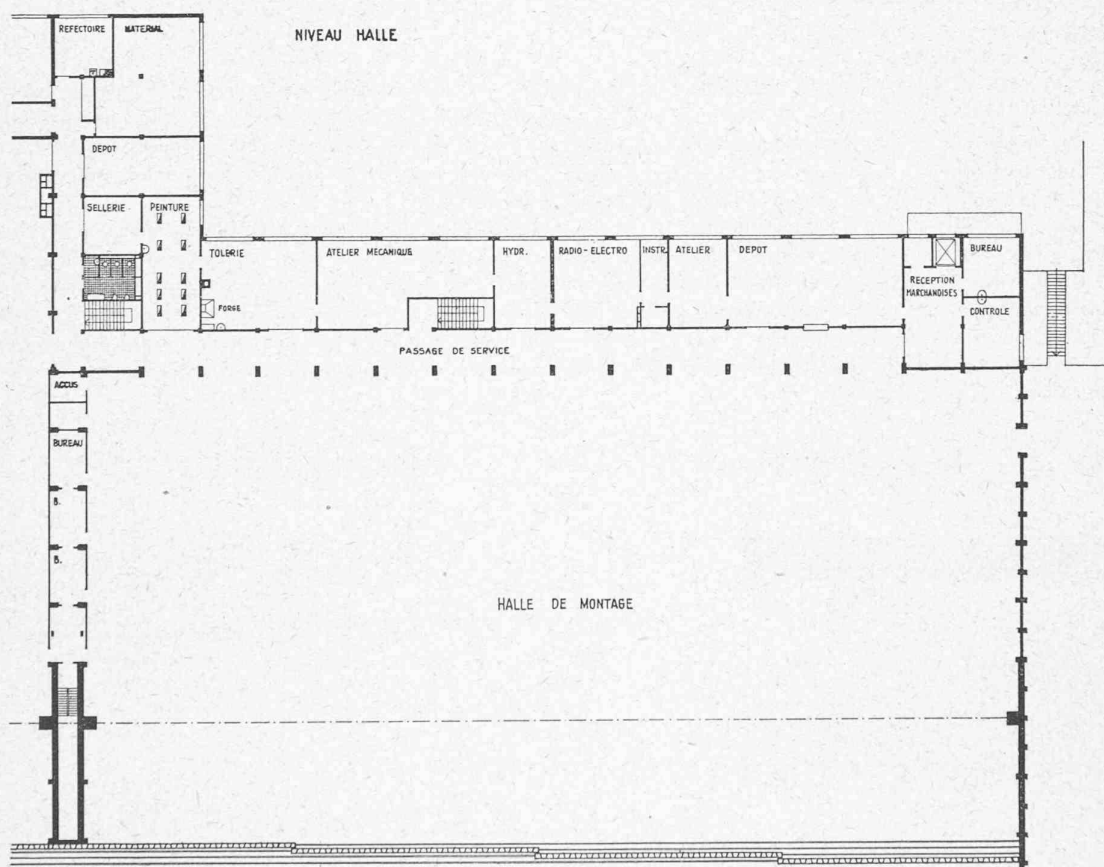 NIVEAU HALLE
REFECTOIRE
MATERIAL
DEPOT
SELLERIE
PEINTURE
TOLERIE
ATELIER MECANIQUE
HYDR.
RADIO-ELECTRO
INSTR.
ATELIER
DEPOT
BUREAU
RECEPTION
MARCHANDISES
CONTROLE
FORGE
PASSAGE DE SERVICE
ACCUS
BUREAU
B.
B.
HALLE DE MONTAGE